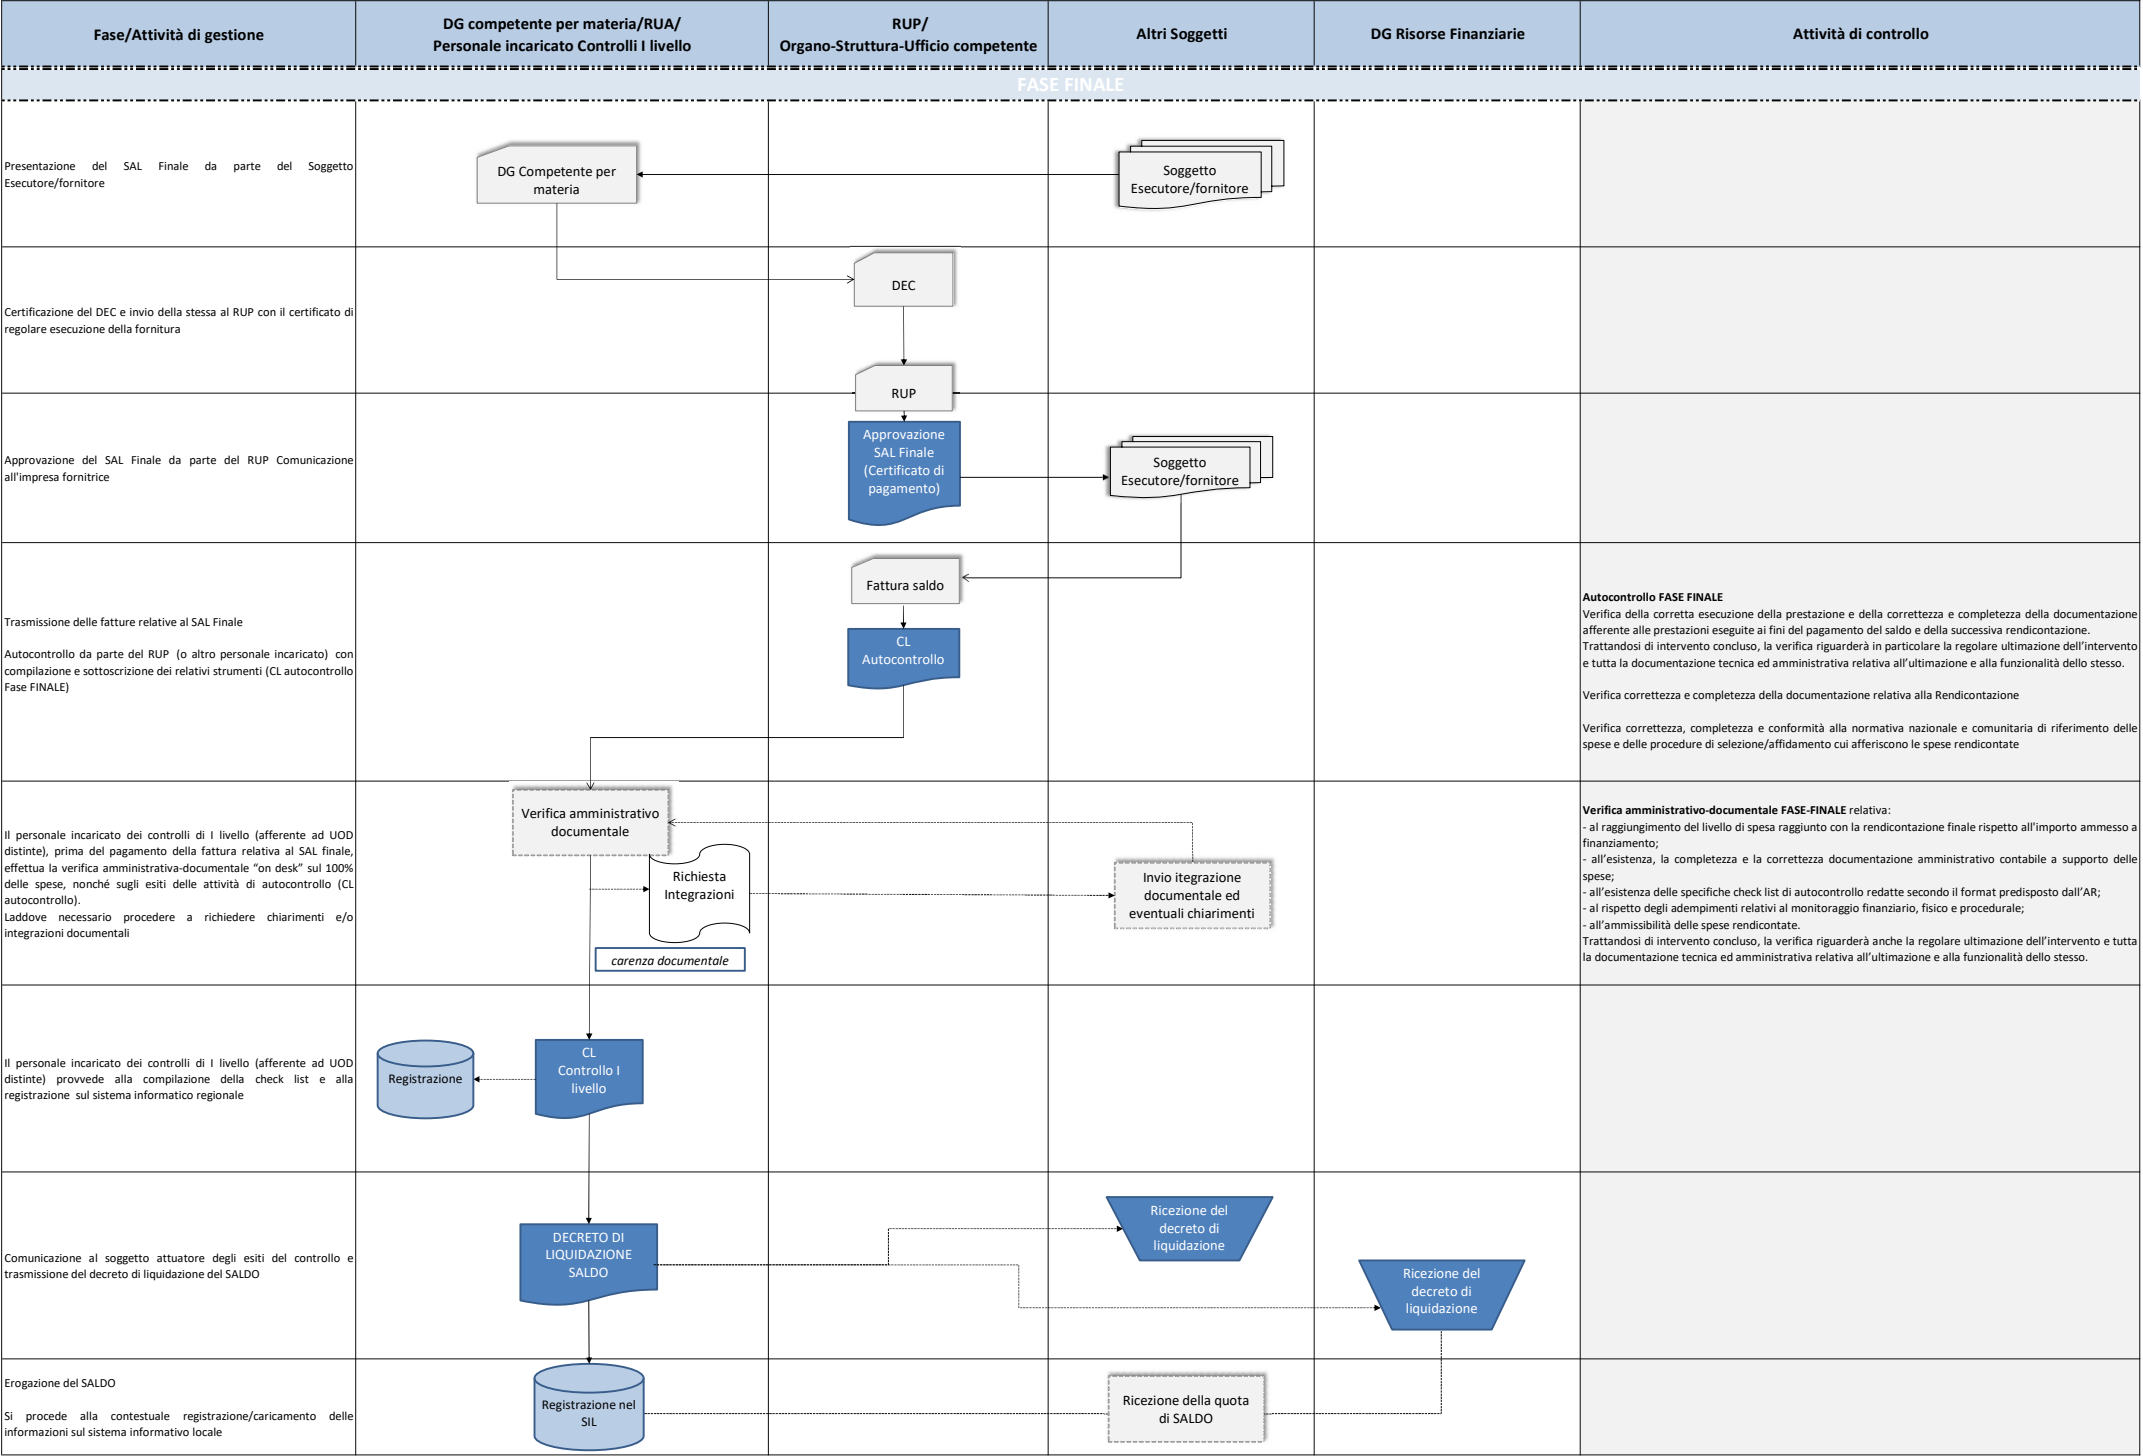 Fase/Attività di gestione
DG competente per materia/RUA/
Personale incaricato Controlli I livello
RUP/
Organo-Struttura-Ufficio competente
Altri Soggetti
DG Risorse Finanziarie
Attività di controllo
FASE FINALE
Presentazione del SAL Finale da parte del Soggetto
Esecutore/fornitore
DG Competente per
materia
Soggetto
Esecutore/fornitore
Certificazione del DEC e invio della stessa al RUP con il certificato di
regolare esecuzione della fornitura
DEC
RUP
Approvazione del SAL Finale da parte del RUP Comunicazione
all'impresa fornitrice
Approvazione
SAL Finale
(Certificato di
pagamento)
Soggetto
Esecutore/fornitore
Trasmissione delle fatture relative al SAL Finale
Autocontrollo da parte del RUP (o altro personale incaricato) con
compilazione e sottoscrizione dei relativi strumenti (CL autocontrollo
Fase FINALE)
Fattura saldo
CL
Autocontrollo
Autocontrollo FASE FINALE
Verifica della corretta esecuzione della prestazione e della correttezza e completezza della documentazione
afferente alle prestazioni eseguite ai fini del pagamento del saldo e della successiva rendicontazione.
Trattandosi di intervento concluso, la verifica riguarderà in particolare la regolare ultimazione dell'intervento
e tutta la documentazione tecnica ed amministrativa relativa all'ultimazione e alla funzionalità dello stesso.
Verifica correttezza e completezza della documentazione relativa alla Rendicontazione
Verifica correttezza, completezza e conformità alla normativa nazionale e comunitaria di riferimento delle
spese e delle procedure di selezione/affidamento cui afferiscono le spese rendicontate
Il personale incaricato dei controlli di I livello (afferente ad UOD
distinte), prima del pagamento della fattura relativa al SAL finale,
effettua la verifica amministrativa-documentale “on desk” sul 100%
delle spese, nonché sugli esiti delle attività di autocontrollo (CL
autocontrollo).
Laddove necessario procedere a richiedere chiarimenti e/o
integrazioni documentali
Verifica amministrativo
documentale
Richiesta
Integrazioni
carenza documentale
Invio itegrazione
documentale ed
eventuali chiarimenti
Verifica amministrativo-documentale FASE-FINALE relativa:
- al raggiungimento del livello di spesa raggiunto con la rendicontazione finale rispetto all'importo ammesso a
finanziamento;
- all'esistenza, la completezza e la correttezza documentazione amministrativo contabile a supporto delle
spese;
- all'esistenza delle specifiche check list di autocontrollo redatte secondo il format predisposto dall'AR;
- al rispetto degli adempimenti relativi al monitoraggio finanziario, fisico e procedurale;
- all'ammissibilità delle spese rendicontate.
Trattandosi di intervento concluso, la verifica riguarderà anche la regolare ultimazione dell'intervento e tutta
la documentazione tecnica ed amministrativa relativa all'ultimazione e alla funzionalità dello stesso.
Il personale incaricato dei controlli di I livello (afferente ad UOD
distinte) provvede alla compilazione della check list e alla
registrazione sul sistema informatico regionale
Registrazione
CL
Controllo I
livello
Comunicazione al soggetto attuatore degli esiti del controllo e
trasmissione del decreto di liquidazione del SALDO
DECRETO DI
LIQUIDAZIONE
SALDO
Ricezione del
decreto di
liquidazione
Ricezione del
decreto di
liquidazione
Erogazione del SALDO
Si procede alla contestuale registrazione/caricamento delle
informazioni sul sistema informativo locale
Registrazione nel
SIL
Ricezione della quota
di SALDO